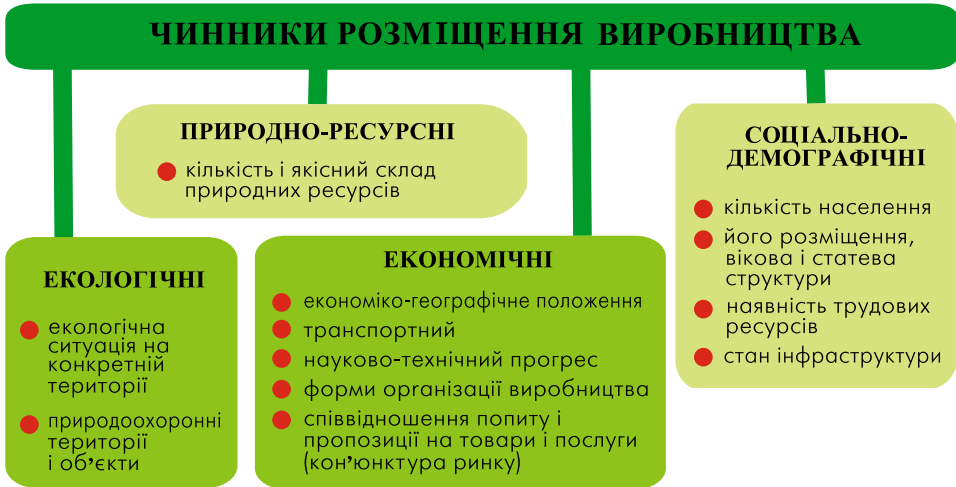 ЧИННИКИ РОЗМІЩЕННЯ ВИРОБНИЦТВА
ПРИРОДНО-РЕСУРСНІ
кількість і якісний склад
природних ресурсів
СОЦІАЛЬНО-
ДЕМОГРАФІЧНІ
кількість населення
його розміщення,
вікова і статева
структури
наявність трудових
ресурсів
стан інфраструктури
ЕКОЛОГІЧНІ
екологічна
ситуація на
конкретній
території
природоохоронні
території
і об’єкти
ЕКОНОМІЧНІ
економіко-географічне положення
транспортний
науково-технічний прогрес
форми організації виробництва
співвідношення попиту і
пропозиції на товари і послуги
(кон’юнктура ринку)